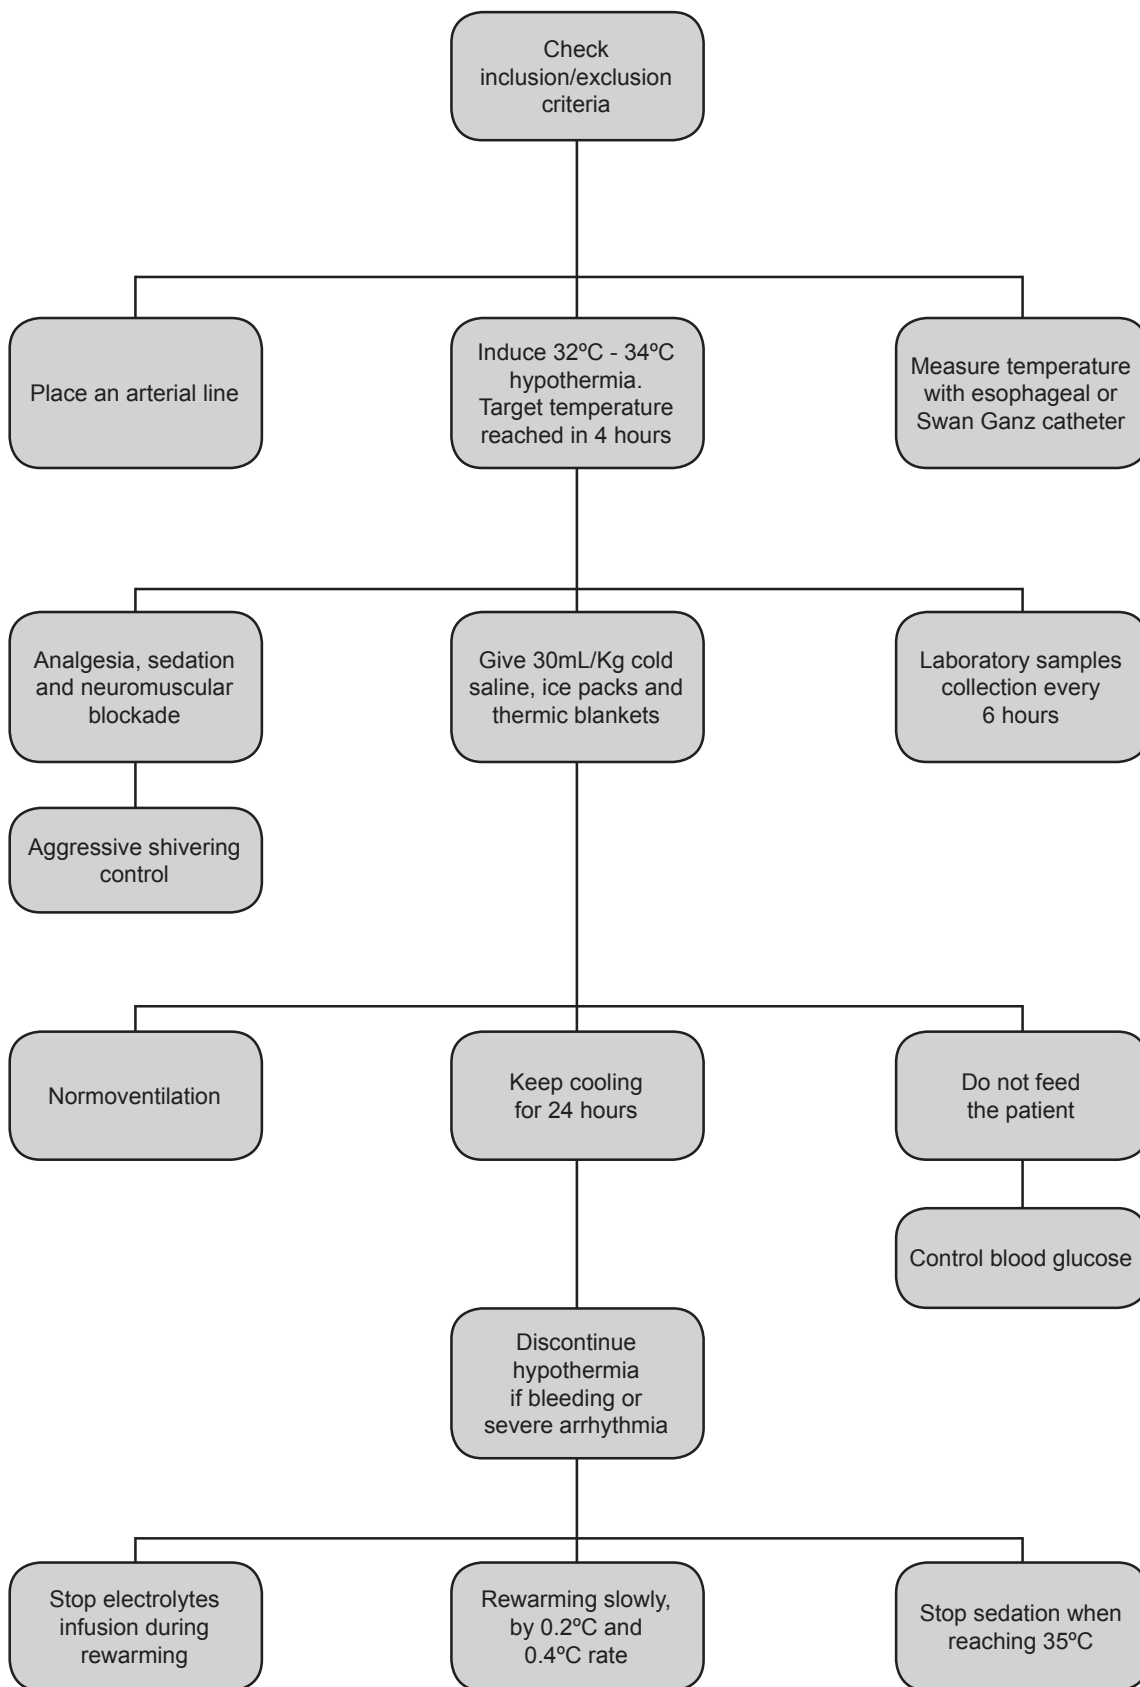 Check
inclusion/exclusion
criteria
Place an arterial line
Induce 32ºC - 34ºC
hypothermia.
Target temperature
reached in 4 hours
Measure temperature
with esophageal or
Swan Ganz catheter
Analgesia, sedation
and neuromuscular
blockade
Give 30mL/Kg cold
saline, ice packs and
thermic blankets
Laboratory samples
collection every
6 hours
Aggressive shivering
control
Normoventilation
Keep cooling
for 24 hours
Do not feed
the patient
Control blood glucose
Discontinue
hypothermia
if bleeding or
severe arrhythmia
Stop electrolytes
infusion during
rewarming
Rewarming slowly,
by 0.2ºC and
0.4ºC rate
Stop sedation when
reaching 35ºC